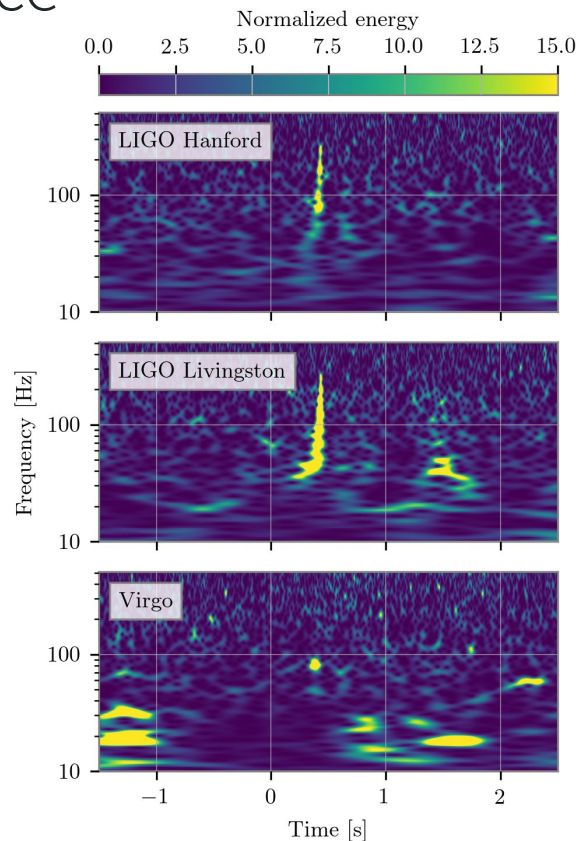 Normalized energy
0.0 2.5 5.0 7.5 10.0 12.5 15.0
LIGO Hanford
100
10
LIGO Livingston
100
10
Frequency [Hz]
Virgo
100
10
−1 0 1 2
Time [s]